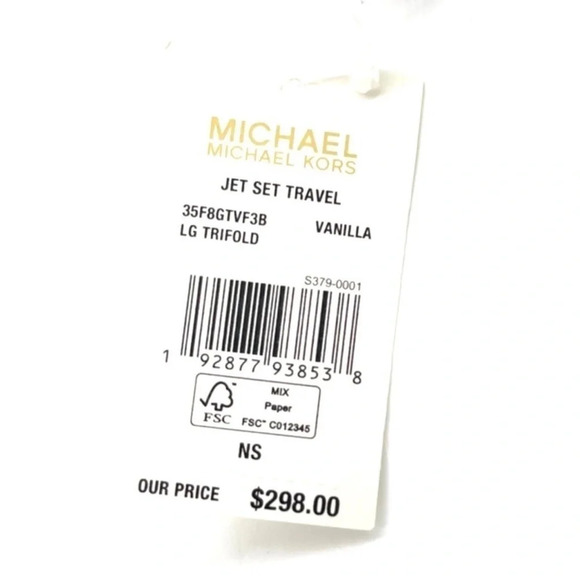 MICHAEL
MICHAEL KORS
JET SET TRAVEL
35F8GTVF3B VANILLA
LG TRIFOLD
S379-0001
1 92877 93853 8
FSC
MIX
Paper
FSC™ C012345
NS
OUR PRICE $298.00